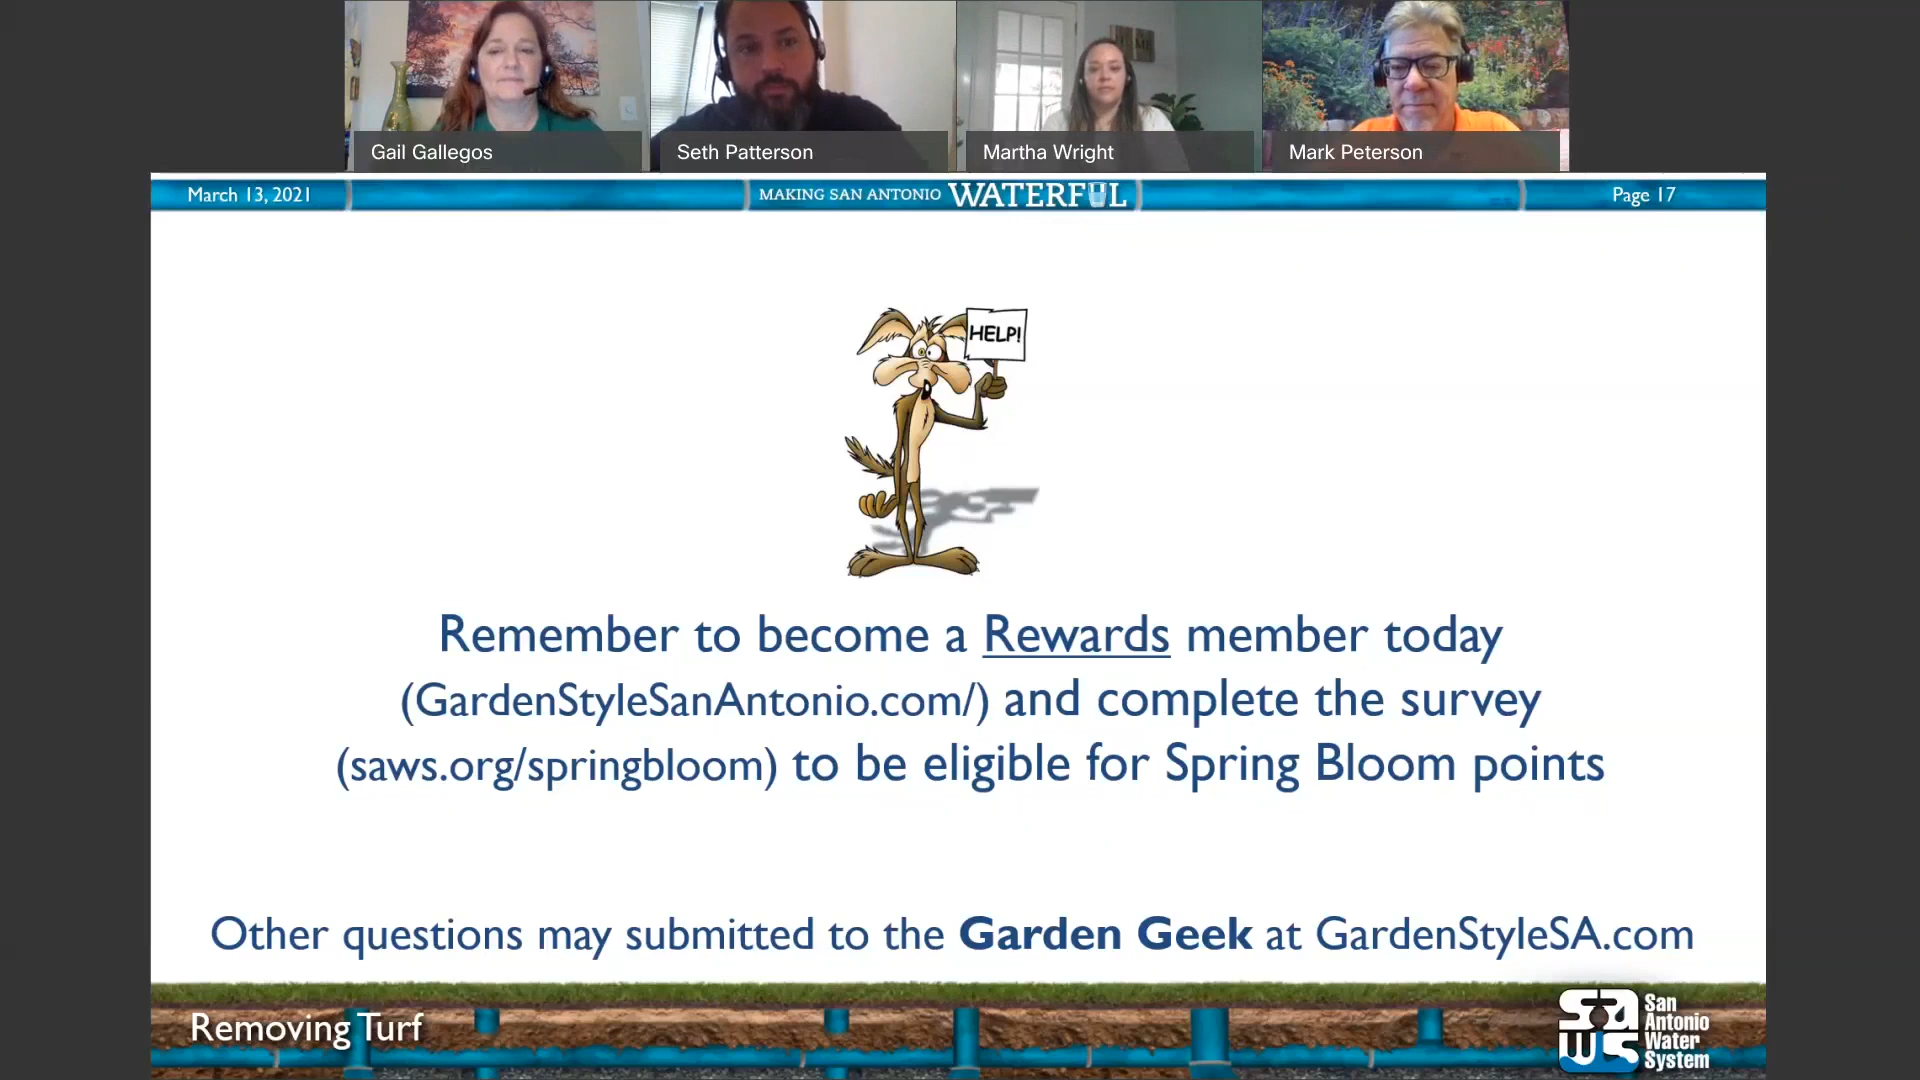 Gail Gallegos
Seth Patterson
Martha Wright
Mark Peterson
March 13, 2021
MAKING SAN ANTONIO WATERFUL
Page 17
HELP!
Remember to become a Rewards member today
(GardenStyleSanAntonio.com/) and complete the survey
(saws.org/springbloom) to be eligible for Spring Bloom points
Other questions may submitted to the Garden Geek at GardenStyleSA.com
Removing Turf
SAWS
San
Antonio
Water
System